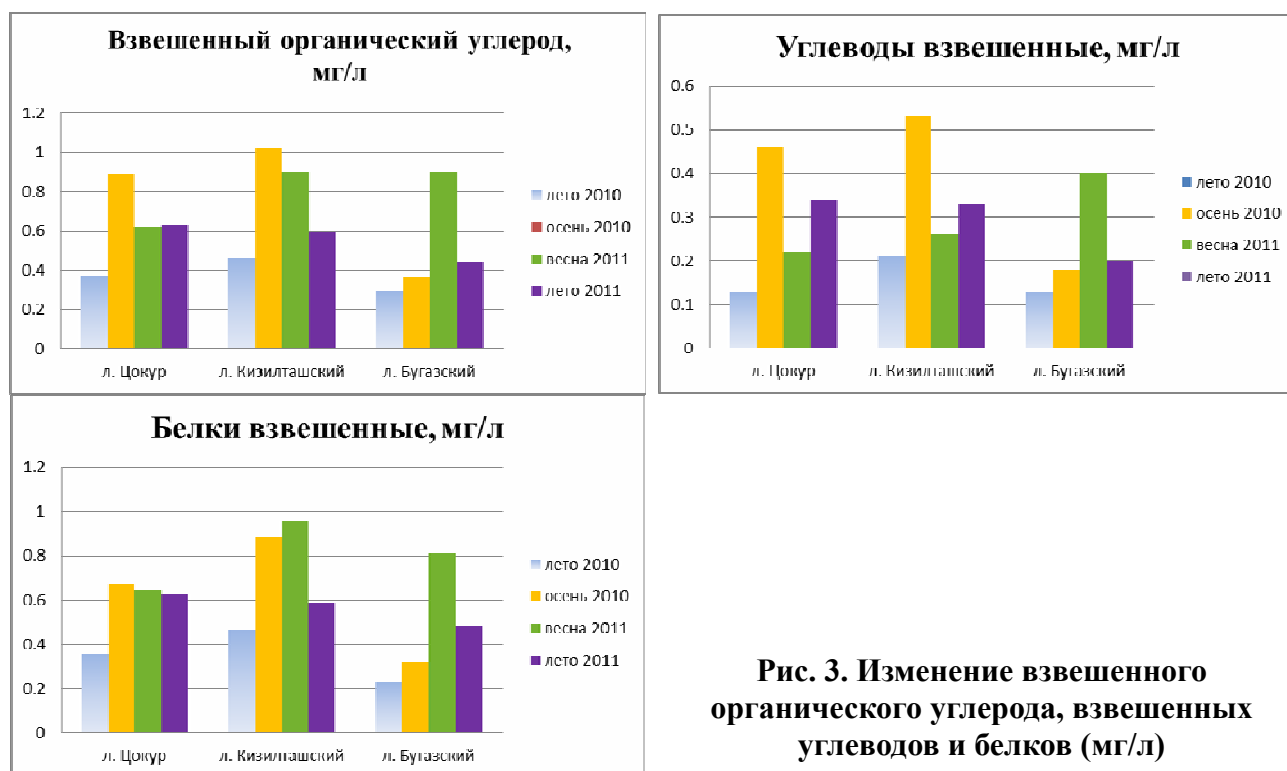 Взвешенный органический углерод,
мг/л
1.2
1
0.8
0.6
0.4
0.2
0
л. Цокур
л. Кизилташский
л. Бугазский
лето 2010
осень 2010
весна 2011
лето 2011
Углеводы взвешенные, мг/л
0.6
0.5
0.4
0.3
0.2
0.1
0
л. Цокур
л. Кизилташский
л. Бугазский
лето 2010
осень 2010
весна 2011
лето 2011
Белки взвешенные, мг/л
1.2
1
0.8
0.6
0.4
0.2
0
л. Цокур
л. Кизилташский
л. Бугазский
лето 2010
осень 2010
весна 2011
лето 2011
Рис. 3. Изменение взвешенного
органического углерода, взвешенных
углеводов и белков (мг/л)